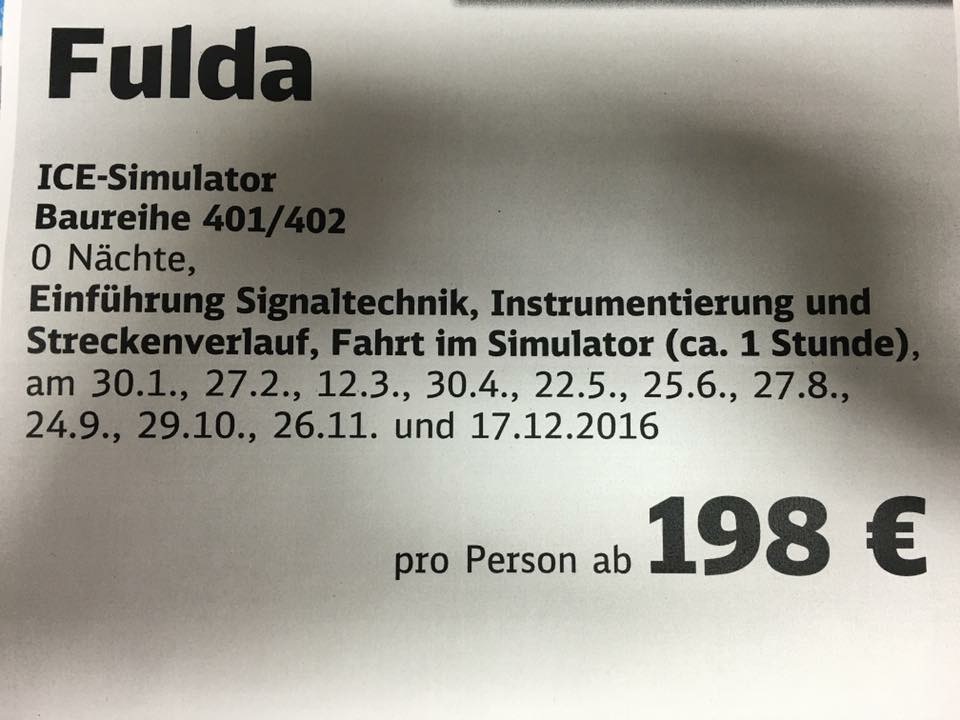 Fulda
ICE-Simulator
Baureihe 401/402
0 Nächte,
Einführung Signaltechnik, Instrumentierung und
Streckenverlauf, Fahrt im Simulator (ca. 1 Stunde),
am 30.1., 27.2., 12.3., 30.4., 22.5., 25.6., 27.8.,
24.9., 29.10., 26.11. und 17.12.2016
pro Person ab 198 €